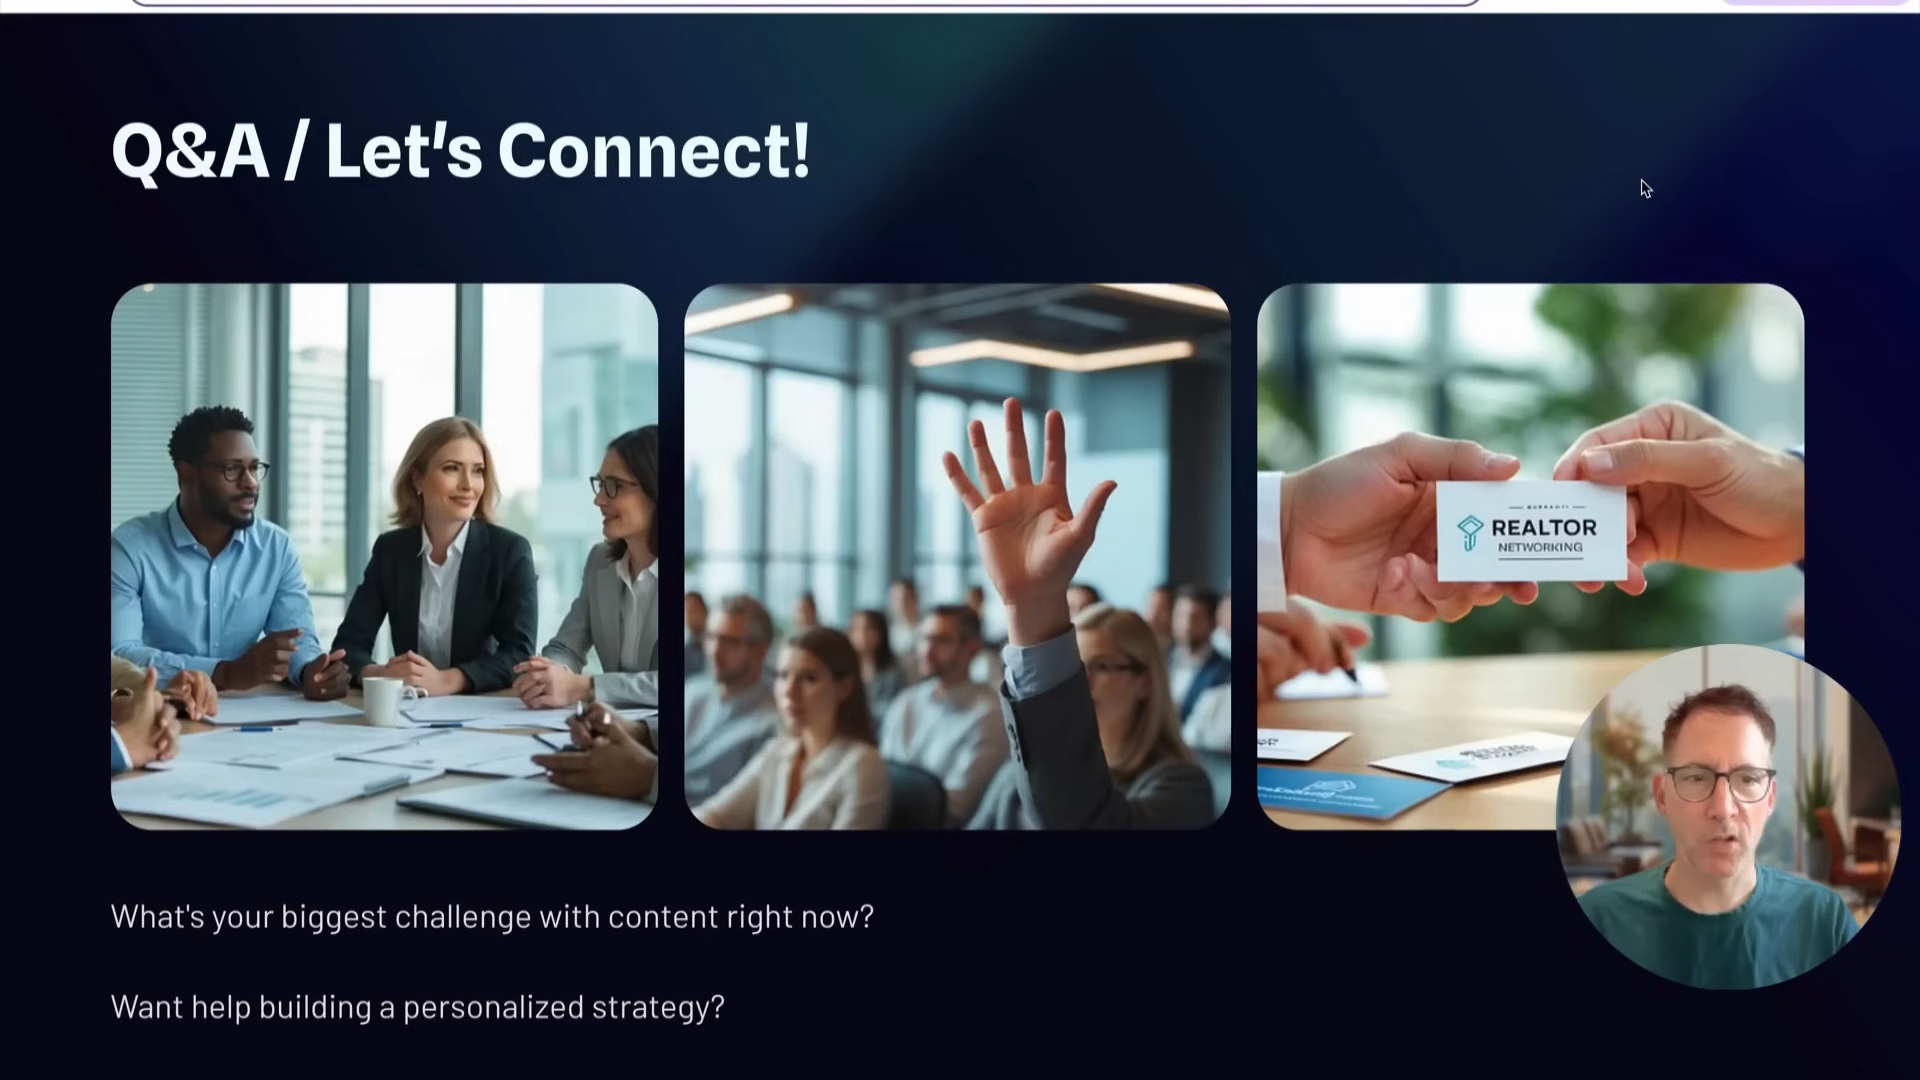 Q&A / Let's Connect!
REALTOR
NETWORKING
What's your biggest challenge with content right now?
Want help building a personalized strategy?